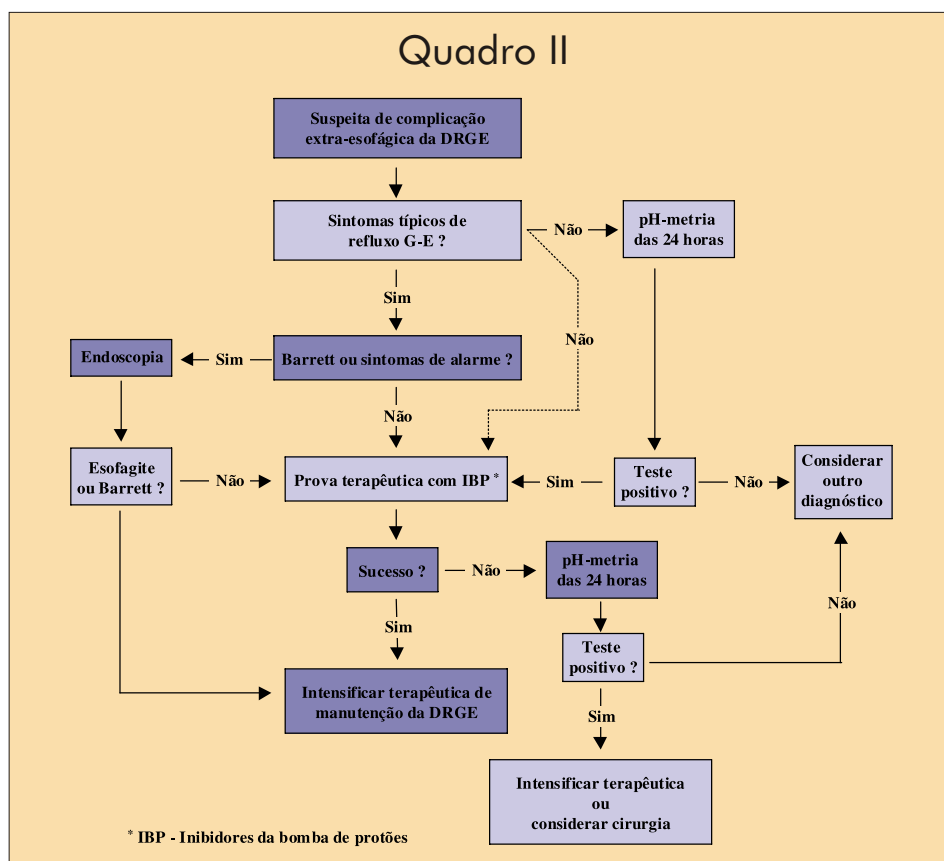 Quadro II
Suspeita de complicação
extra-esofágica da DRGE
Sintomas típicos de
refluxo G-E ?
Não
pH-metria
das 24 horas
Sim
Não
Endoscopia
Sim
Barrett ou sintomas de alarme ?
Não
Esofagite
ou Barrett ?
Não
Prova terapêutica com IBP *
Sim
Teste
positivo ?
Não
Considerar
outro
diagnóstico
Sucesso ?
Não
pH-metria
das 24 horas
Não
Sim
Teste
positivo ?
Intensificar terapêutica de
manutenção da DRGE
Sim
Intensificar terapêutica
ou
considerar cirurgia
* IBP - Inibidores da bomba de protões